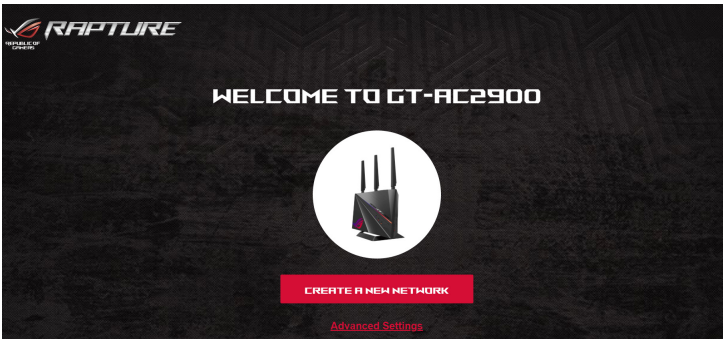 RAPTURE
REPUBLIC OF
GAMERS
WELCOME TO GT-AC2900
CREATE A NEW NETWORK
Advanced Settings